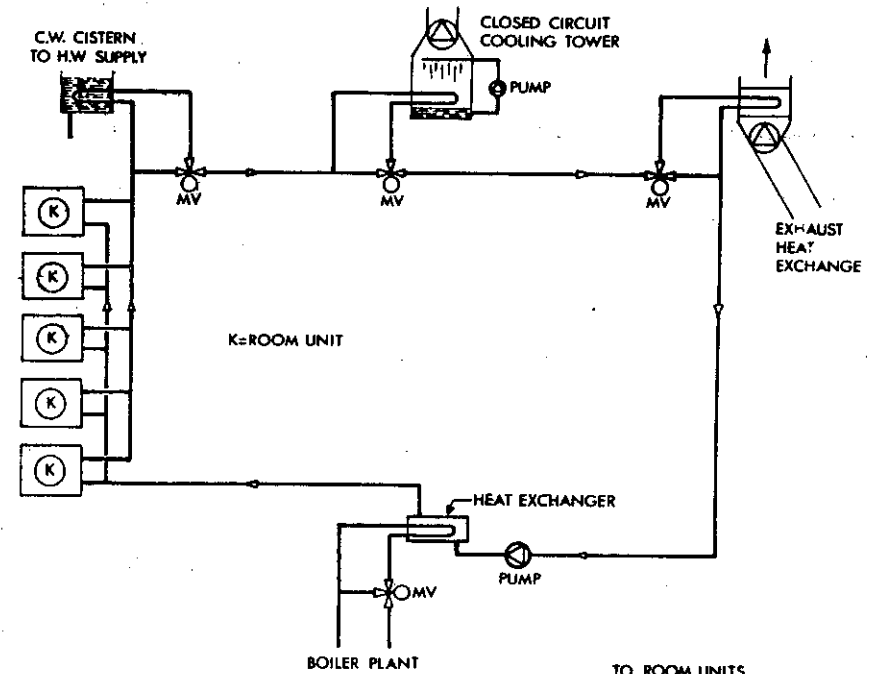 C.W. CISTERN
TO H.W SUPPLY
CLOSED CIRCUIT
COOLING TOWER
PUMP
MV
MV
MV
EXHAUST
HEAT
EXCHANGE
K
K
K
K
K
K=ROOM UNIT
HEAT EXCHANGER
PUMP
MV
BOILER PLANT
TO ROOM UNITS